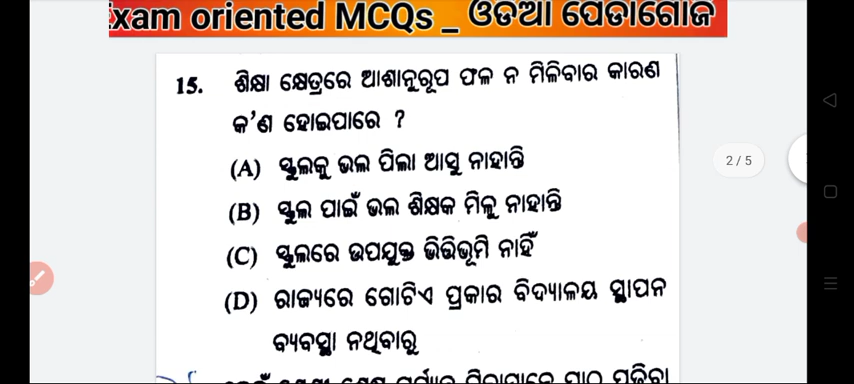 xam oriented MCQs _ ଓଡିଆ ପେଡାଗୋଜି
15. ଶିକ୍ଷା କ୍ଷେତ୍ରରେ ଆଶାନୁରୂପ ଫଳ ନ ମିଳିବାର କାରଣ
କ'ଣ ହୋଇପାରେ ?
(A) ସ୍କୁଲକୁ ଭଲ ପିଲା ଆସୁ ନାହାନ୍ତି
(B) ସ୍କୁଲ ପାଇଁ ଭଲ ଶିକ୍ଷକ ମିଳୁ ନାହାନ୍ତି
(C) ସ୍କୁଲରେ ଉପଯୁକ୍ତ ଭିତ୍ତିଭୂମି ନାହିଁ
(D) ରାଜ୍ୟରେ ଗୋଟିଏ ପ୍ରକାର ବିଦ୍ୟାଳୟ ସ୍ଥାପନ
ବ୍ୟବସ୍ଥା ନଥିବାରୁ
2 / 5